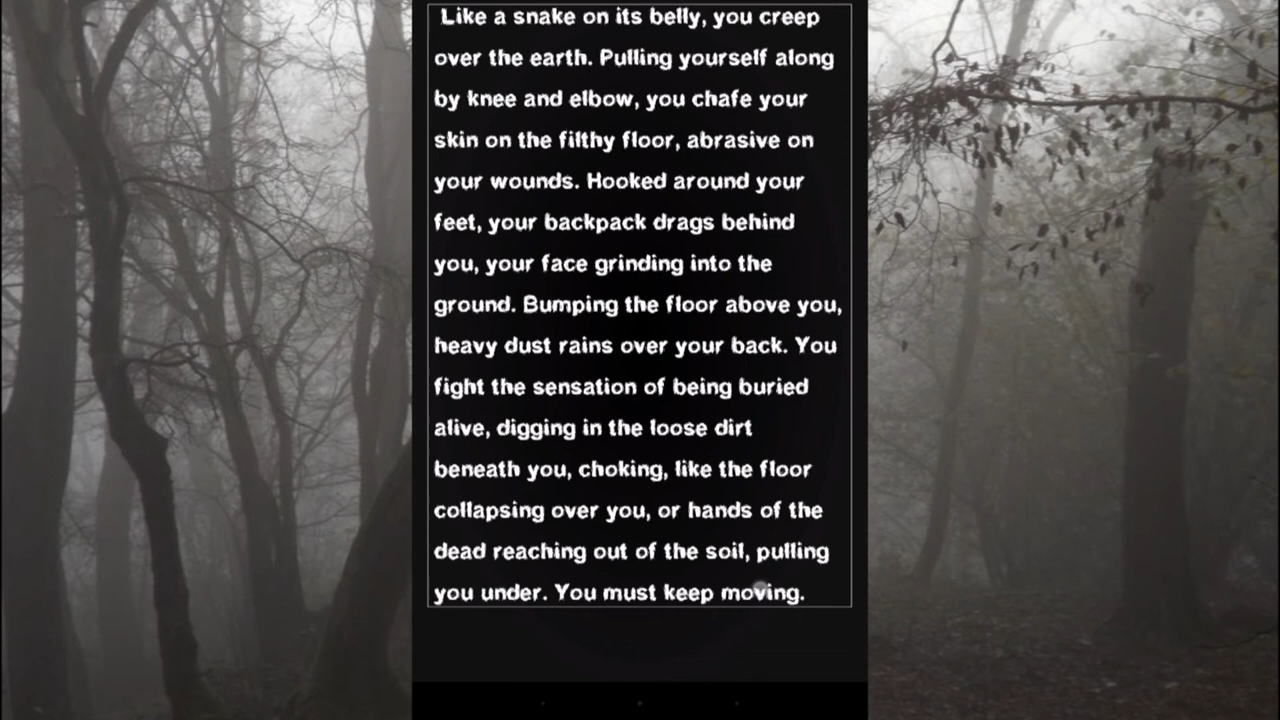 Like a snake on its belly, you creep
over the earth. Pulling yourself along
by knee and elbow, you chafe your
skin on the filthy floor, abrasive on
your wounds. Hooked around your
feet, your backpack drags behind
you, your face grinding into the
ground. Bumping the floor above you,
heavy dust rains over your back. You
fight the sensation of being buried
alive, digging in the loose dirt
beneath you, choking, like the floor
collapsing over you, or hands of the
dead reaching out of the soil, pulling
you under. You must keep moving.